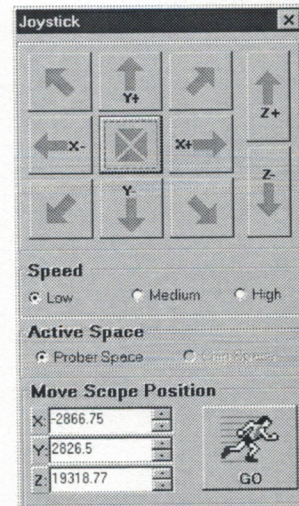 Joystick
Y+
Z+
X-
X+
Y-
Z-
Speed
Low Medium High
Active Space
Prober Space
Move Scope Position
X: -2866.75
Y: 2826.5
Z: 19318.77
GO